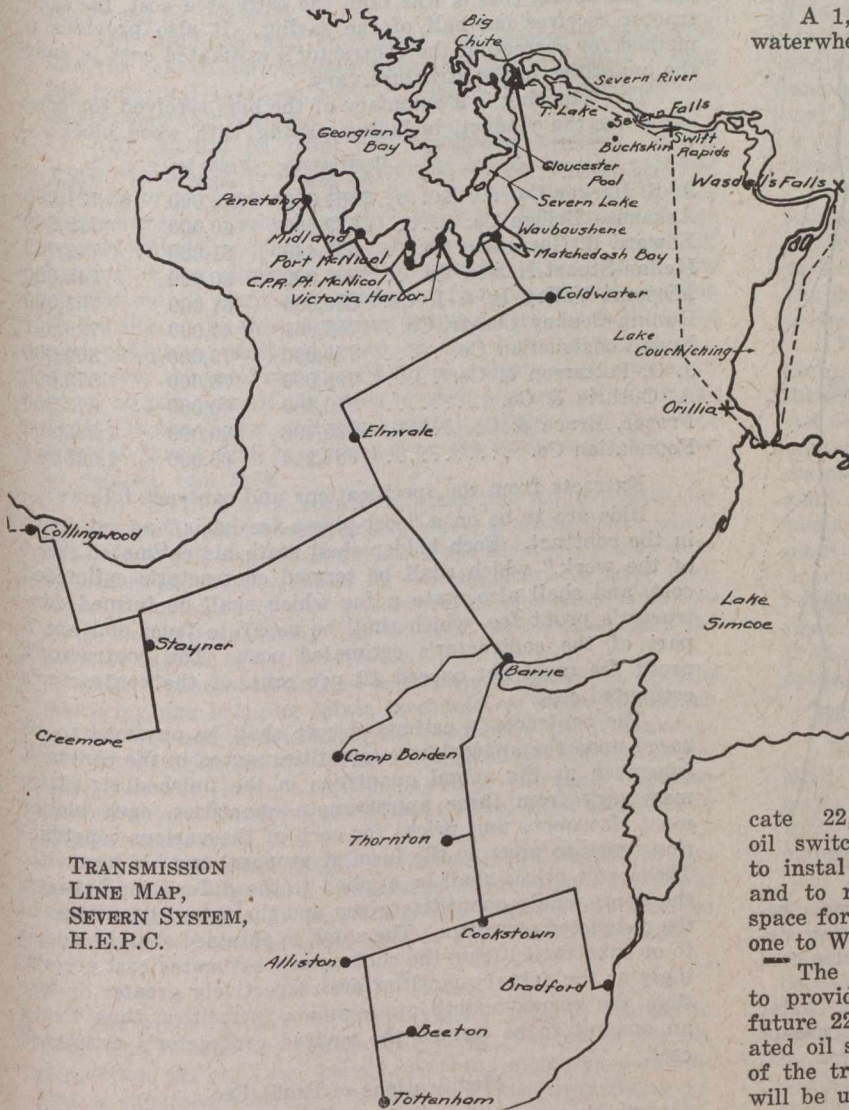 A 1,
waterwhe
Big
Chute
Severn River
T. Lake
Severn Falls
Georgian
Bay
Buckskin
Swift
Rapids
Gloucester
Pool
Wasdell's Falls
Penetang
Severn Lake
Midland
Waubaushene
Port McNicol
Matchedash Bay
C.P.R. Pt. McNicol
Victoria Harbor
Coldwater
Lake
Couchiching
Orillia
Elmvale
Collingwood
Lake
Simcoe
Stayner
Barrie
Creemore
Camp Borden
Thornton
TRANSMISSION
LINE MAP,
SEVERN SYSTEM,
H.E.P.C.
Cookstown
Alliston
Bradford
Beeton
Tottenham
cate 22,
oil switc
to instal
and to r
space for
one to W
The
to provid
future 22
ated oil s
of the tr
will be u